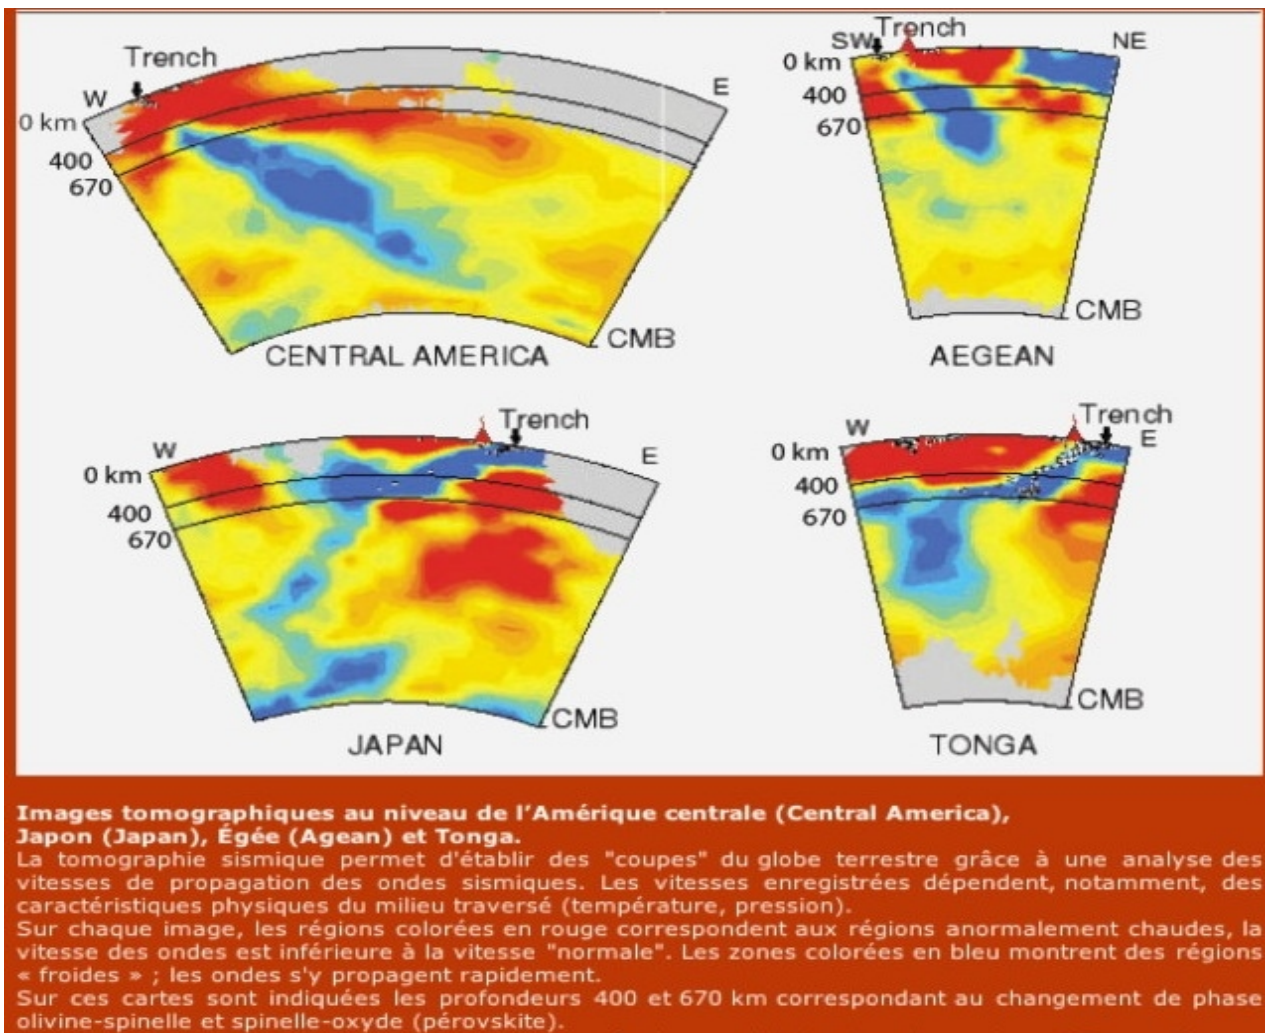 Trench
W
E
0 km
400
670
CMB
CENTRAL AMERICA
Trench
SW
NE
0 km
400
670
CMB
AEGEAN
Trench
W
E
0 km
400
670
CMB
JAPAN
Trench
W
E
0 km
400
670
CMB
TONGA
Images tomographiques au niveau de l'Amérique centrale (Central America),
Japon (Japan), Égée (Agean) et Tonga.
La tomographie sismique permet d'établir des "coupes" du globe terrestre grâce à une analyse des
vitesses de propagation des ondes sismiques. Les vitesses enregistrées dépendent, notamment, des
caractéristiques physiques du milieu traversé (température, pression).
Sur chaque image, les régions colorées en rouge correspondent aux régions anormalement chaudes, la
vitesse des ondes est inférieure à la vitesse "normale". Les zones colorées en bleu montrent des régions
« froides » ; les ondes s'y propagent rapidement.
Sur ces cartes sont indiquées les profondeurs 400 et 670 km correspondant au changement de phase
olivine-spinelle et spinelle-oxyde (pérovskite).